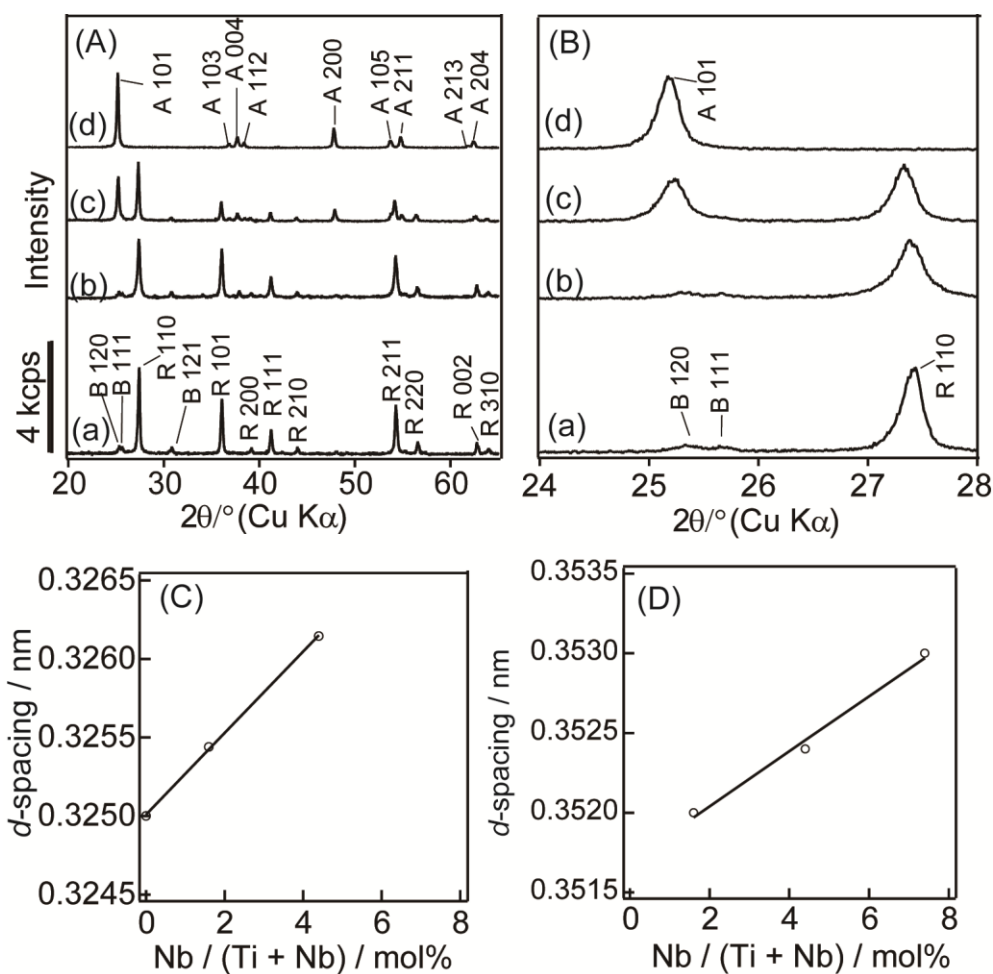 (A)
A 101
A 103
A 004
A 112
A 200
A 105
A 211
A 213
A 204
(d)
(c)
(b)
(a)
B 120
B 111
R 110
B 121
R 101
R 200
R 111
R 210
R 211
R 220
R 002
R 310
Intensity
4 kcps
20 30 40 50 60
2θ/° (Cu Kα)
(B)
A 101
(d)
(c)
(b)
(a)
B 120
B 111
R 110
24 25 26 27 28
2θ/° (Cu Kα)
(C)
0.3265
0.3260
0.3255
0.3250
0.3245
d-spacing / nm
0 2 4 6 8
Nb / (Ti + Nb) / mol%
(D)
0.3535
0.3530
0.3525
0.3520
0.3515
d-spacing / nm
0 2 4 6 8
Nb / (Ti + Nb) / mol%